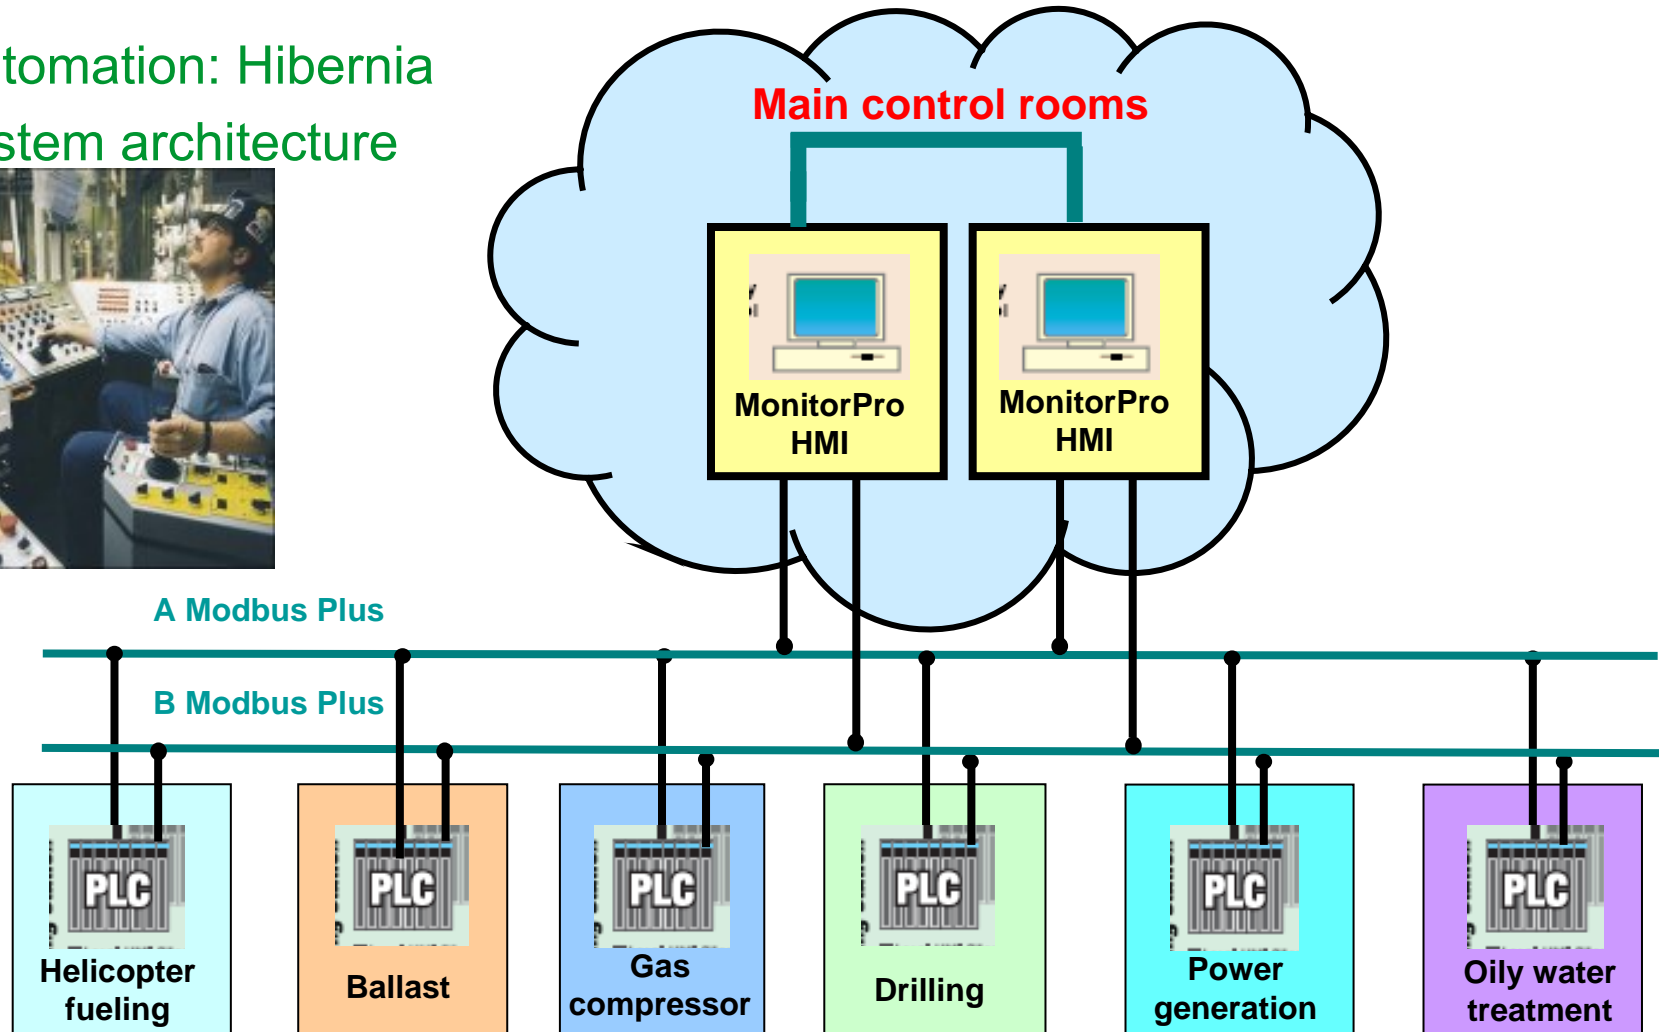 tomation: Hibernia
stem architecture
Main control rooms
MonitorPro
HMI
MonitorPro
HMI
A Modbus Plus
B Modbus Plus
PLC
PLC
PLC
PLC
PLC
PLC
Helicopter
fueling
Ballast
Gas
compressor
Drilling
Power
generation
Oily water
treatment